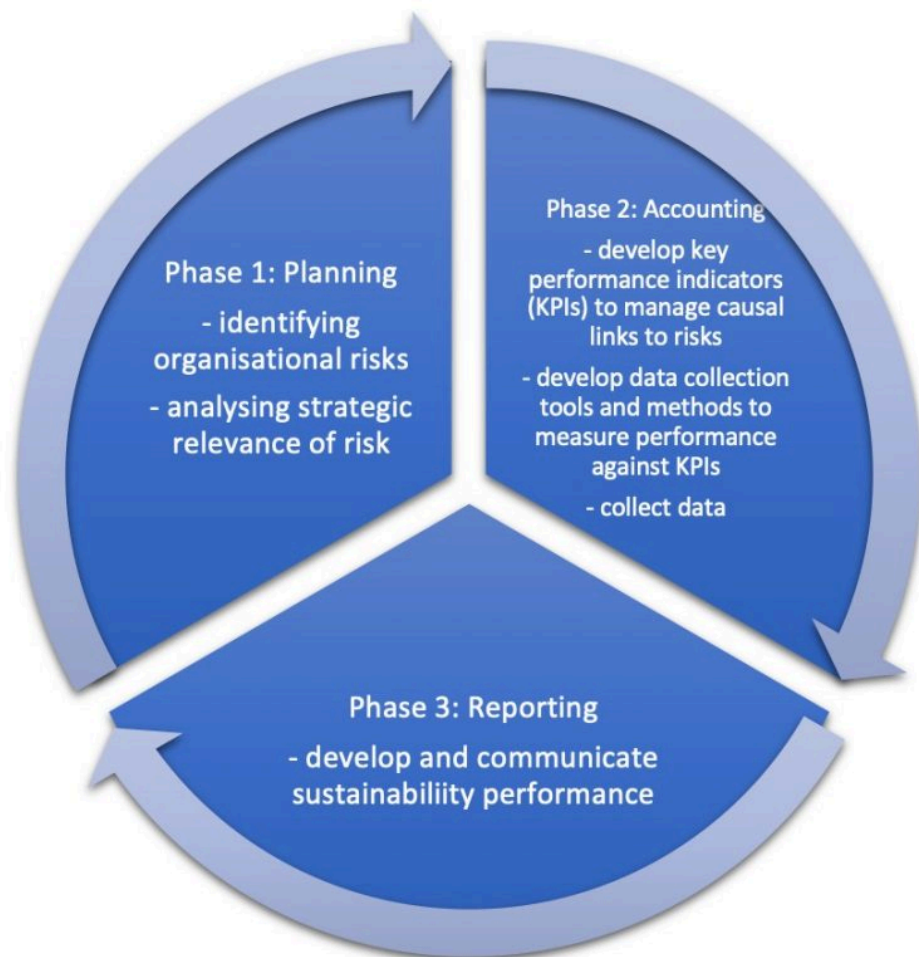 Phase 1: Planning
- identifying
organisational risks
- analysing strategic
relevance of risk
Phase 2: Accounting
- develop key
performance indicators
(KPIs) to manage causal
links to risks
- develop data collection
tools and methods to
measure performance
against KPIs
- collect data
Phase 3: Reporting
- develop and communicate
sustainabiliity performance